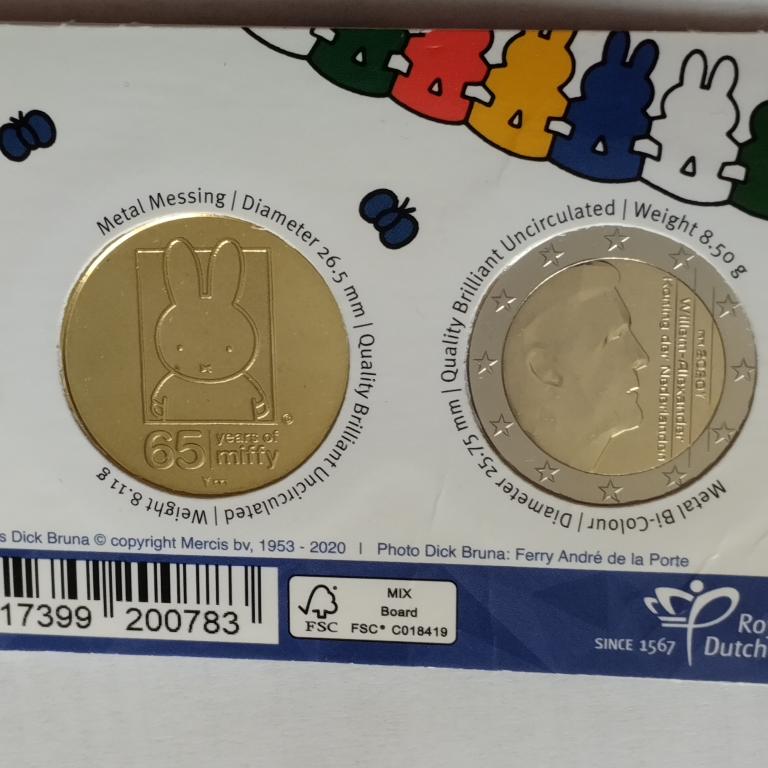 Metal Messing | Diameter 26.5 mm | Quality Brilliant Uncirculated | Weight 8.11 g
65 years of
miffy
®
Metal Bi-Colour | Diameter 25.75 mm | Quality Brilliant Uncirculated | Weight 8.50 g
Willem-Alexander
Koning der Nederlanden
s Dick Bruna © copyright Mercis bv, 1953 - 2020 | Photo Dick Bruna: Ferry André de la Porte
17399 200783
FSC
MIX
Board
FSC® C018419
SINCE 1567
Ro
Dutch